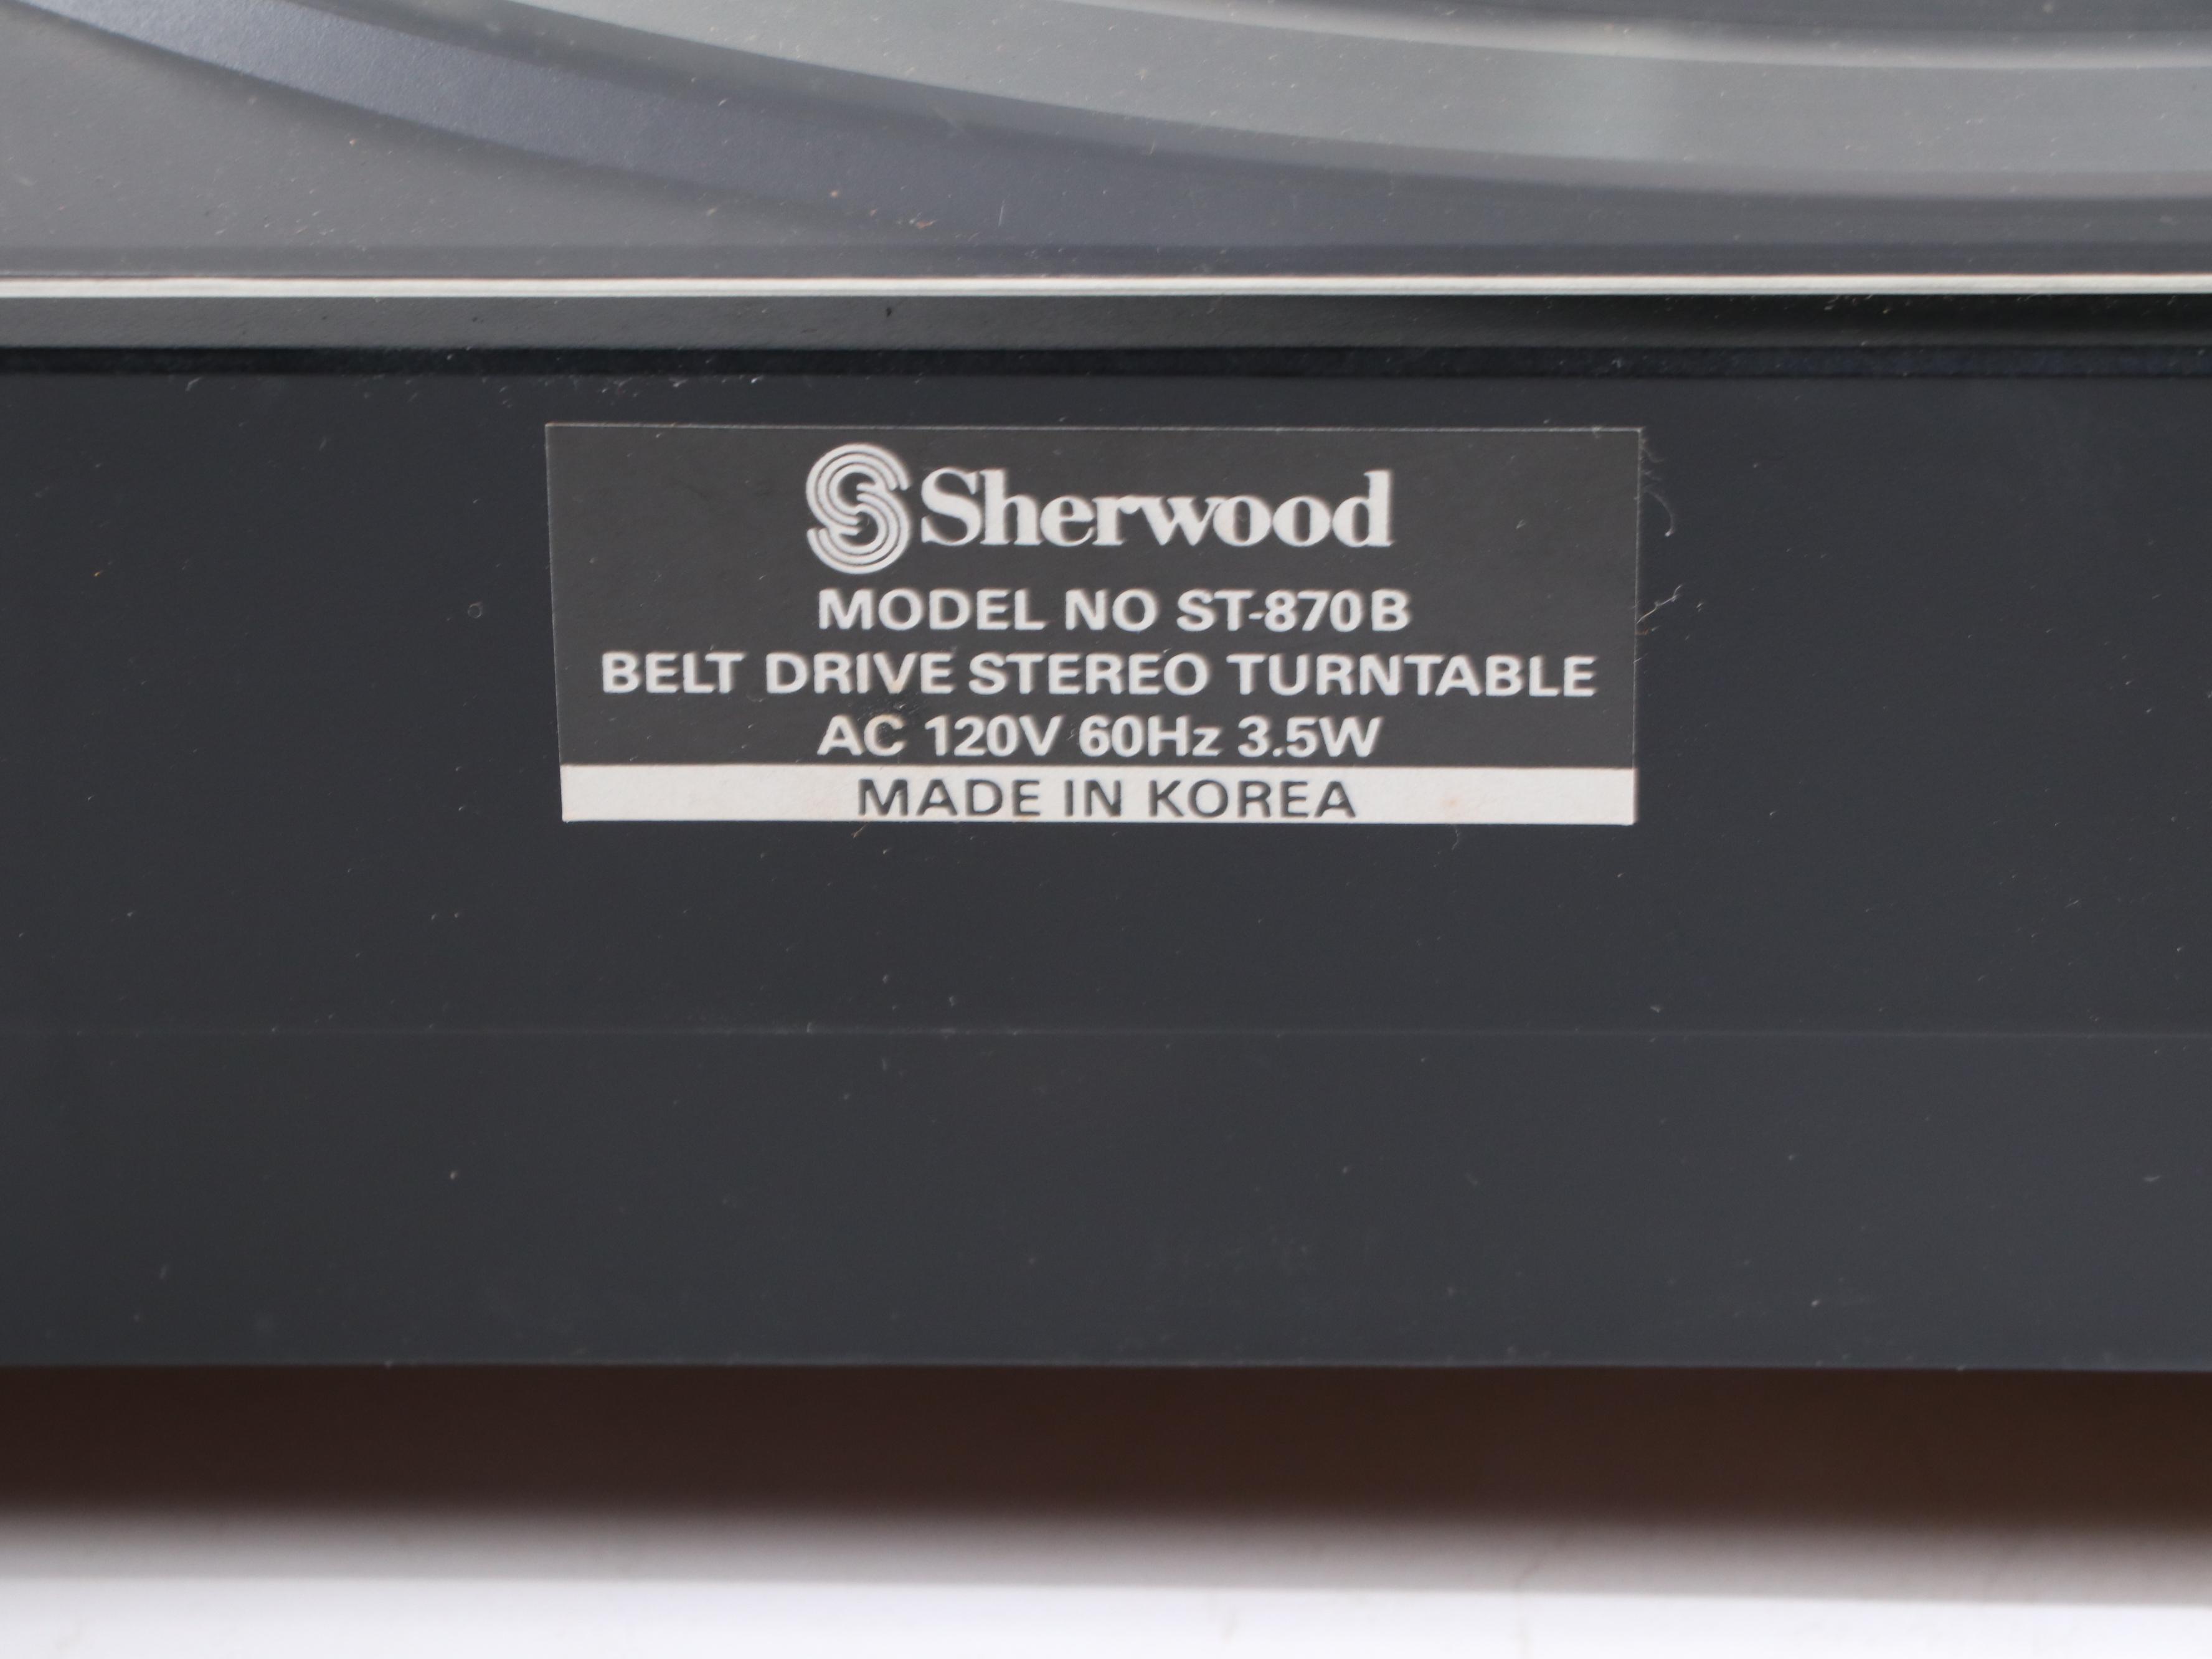 Sherwood
MODEL NO ST-870B
BELT DRIVE STEREO TURNTABLE
AC 120V 60Hz 3.5W
MADE IN KOREA